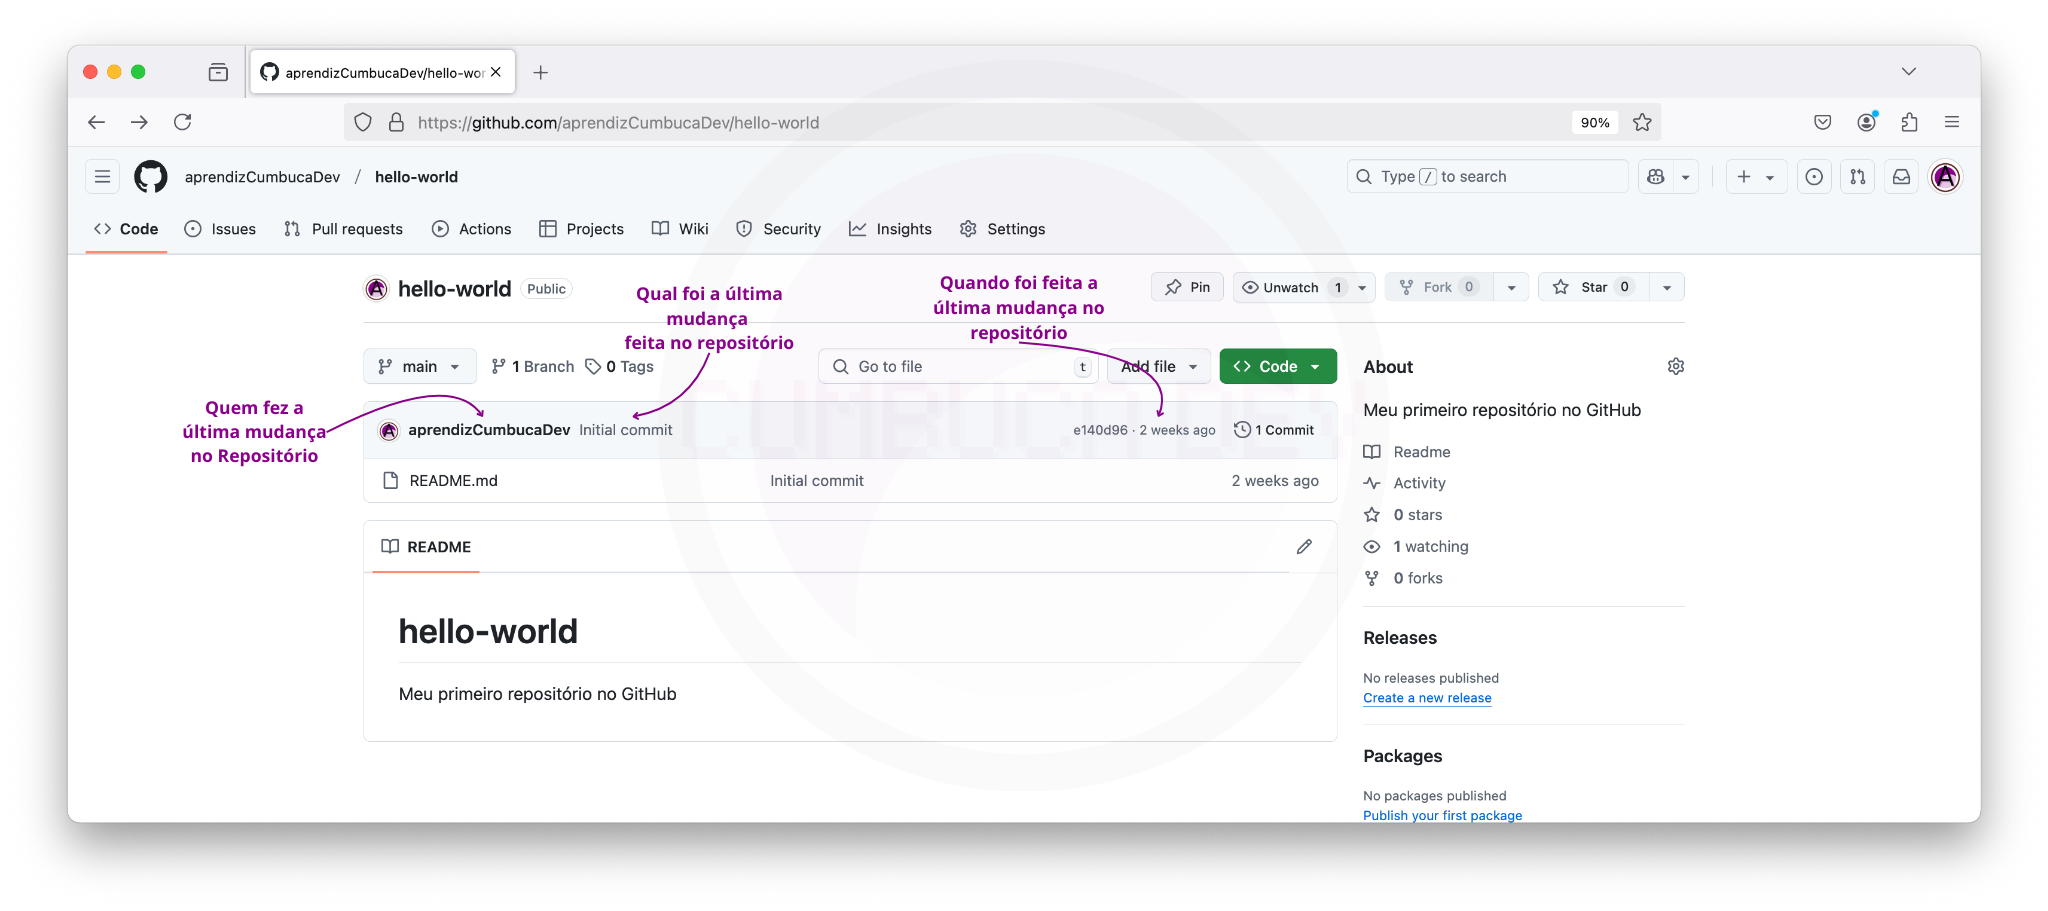 aprendizCumbucaDev/hello-wor
https://github.com/aprendizCumbucaDev/hello-world
90%
aprendizCumbucaDev / hello-world
Type / to search
Code
Issues
Pull requests
Actions
Projects
Wiki
Security
Insights
Settings
hello-world
Public
Qual foi a última
mudança
feita no repositório
Quando foi feita a
última mudança no
repositório
Pin
Unwatch 1
Fork 0
Star 0
main
1 Branch
0 Tags
Go to file
t
Add file
Code
Quem fez a
última mudança
no Repositório
aprendizCumbucaDev Initial commit
e140d96 · 2 weeks ago
1 Commit
README.md
Initial commit
2 weeks ago
README
hello-world
Meu primeiro repositório no GitHub
About
Meu primeiro repositório no GitHub
Readme
Activity
0 stars
1 watching
0 forks
Releases
No releases published
Create a new release
Packages
No packages published
Publish your first package
CUMBUCA DEV